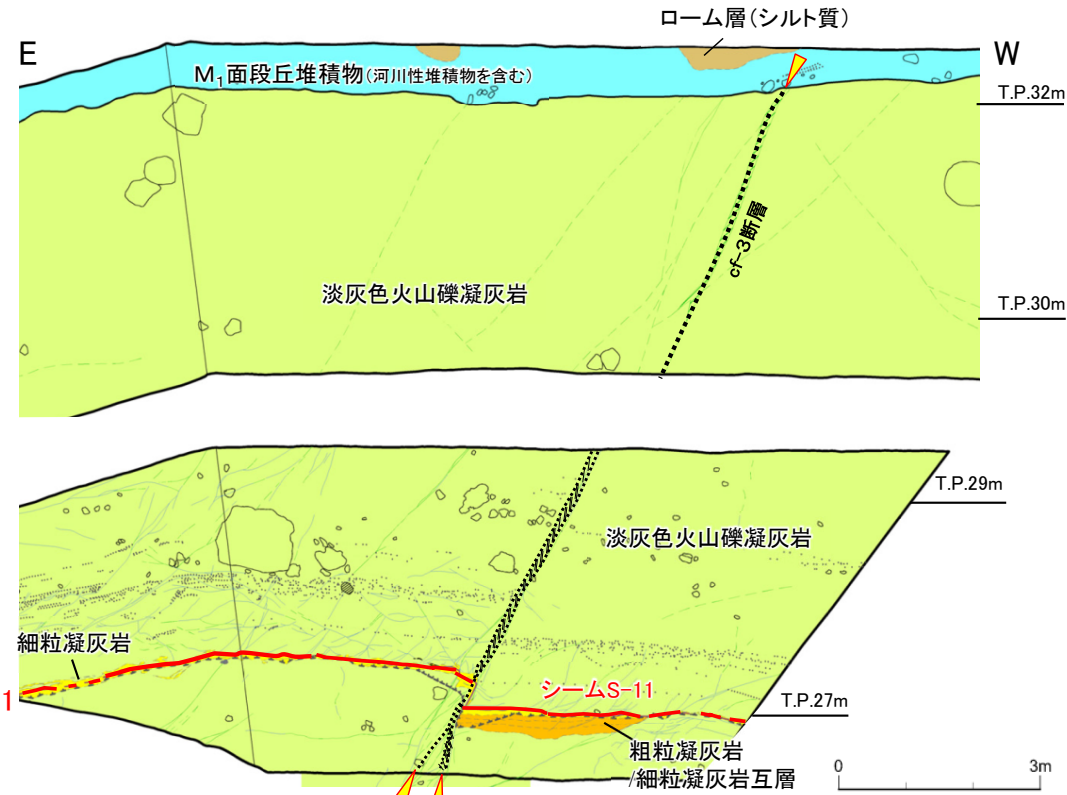 ローム層(シルト質)
E
W
M₁面段丘堆積物(河川性堆積物を含む)
T.P.32m
cf-3断層
淡灰色火山礫凝灰岩
T.P.30m
T.P.29m
淡灰色火山礫凝灰岩
細粒凝灰岩
シームS-11
1
T.P.27m
粗粒凝灰岩
/細粒凝灰岩互層
0
3m